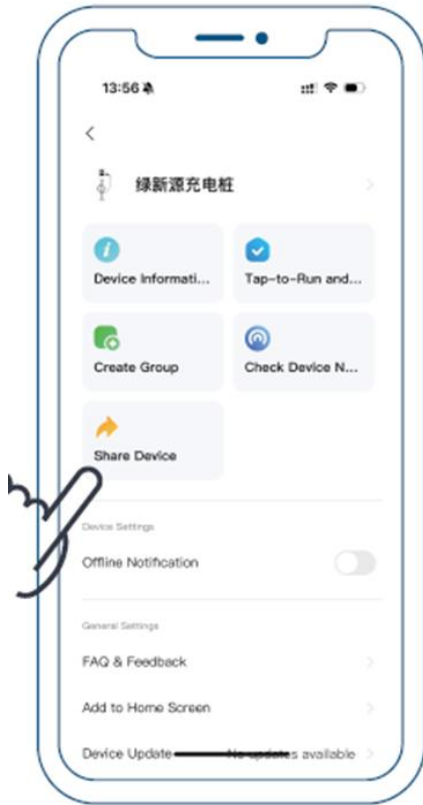 13:56
绿新源充电桩
Device Informati...
Tap-to-Run and...
Create Group
Check Device N...
Share Device
Device Settings
Offline Notification
General Settings
FAQ & Feedback
Add to Home Screen
Device Update No updates available